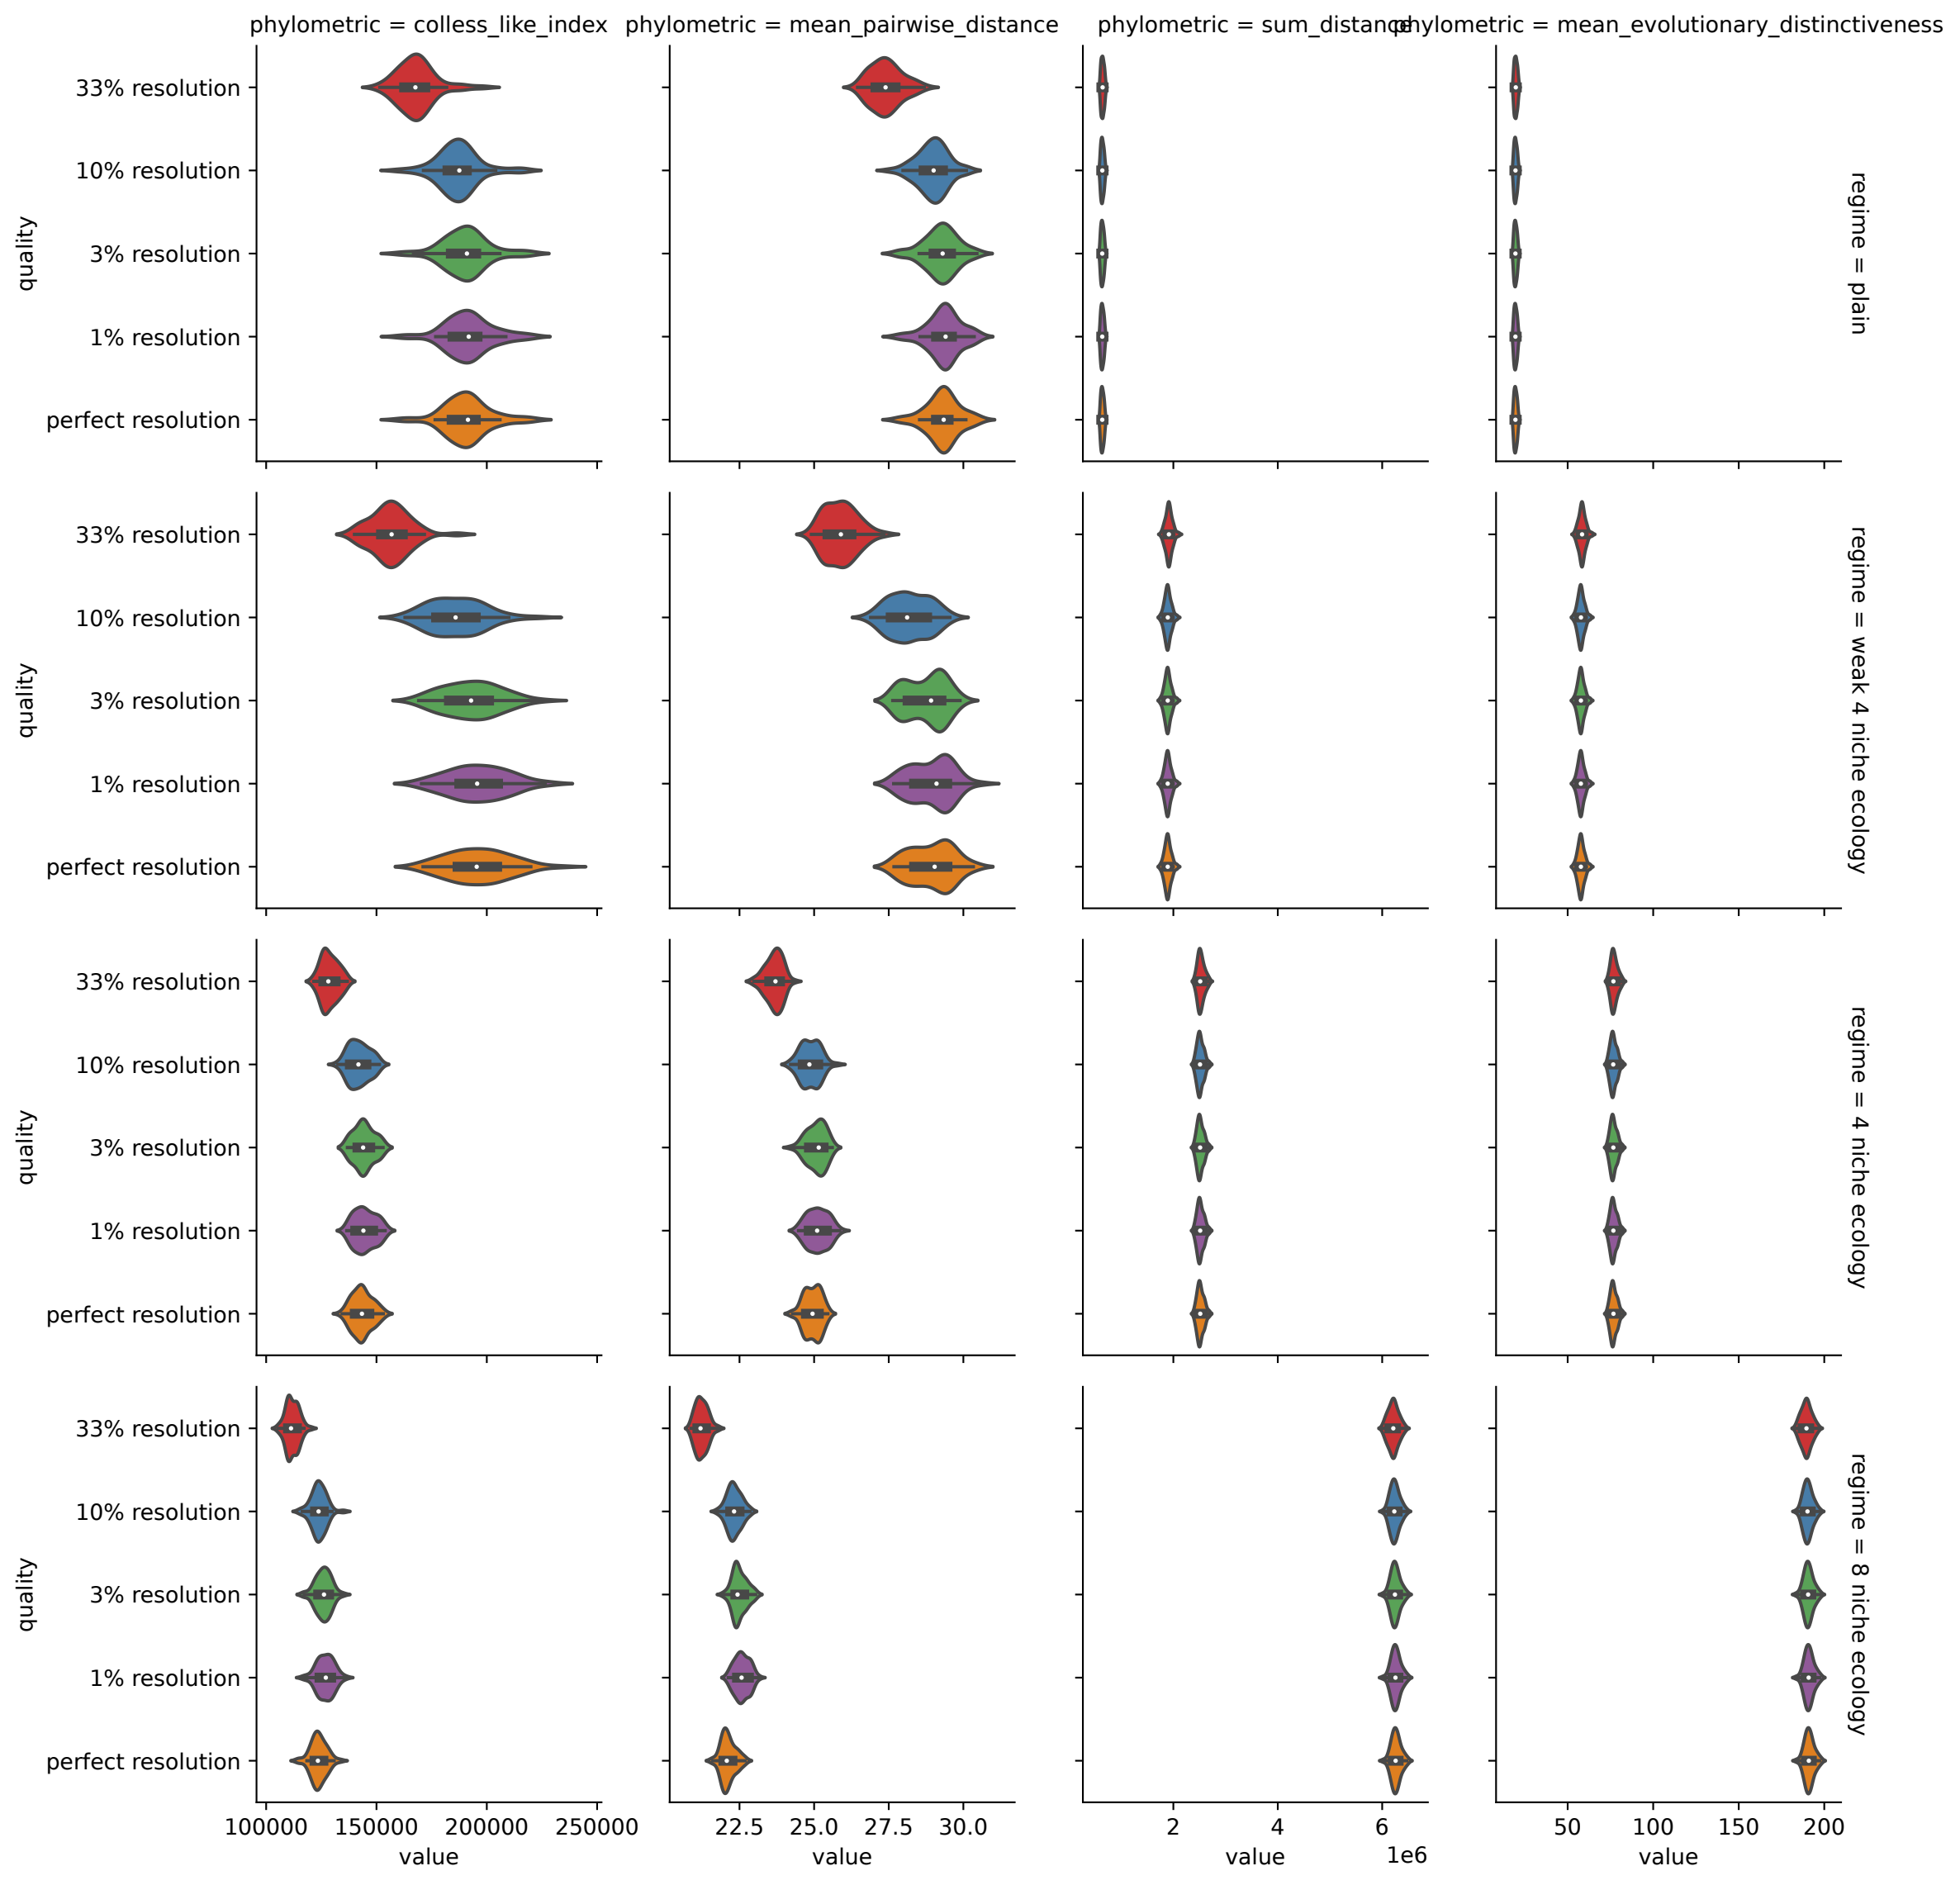 phylometric = colless_like_index
phylometric = mean_pairwise_distance
phylometric = sum_distance
phylometric = mean_evolutionary_distinctiveness
quality
33% resolution
10% resolution
3% resolution
1% resolution
perfect resolution
regime = plain
quality
33% resolution
10% resolution
3% resolution
1% resolution
perfect resolution
regime = weak 4 niche ecology
quality
33% resolution
10% resolution
3% resolution
1% resolution
perfect resolution
regime = 4 niche ecology
quality
33% resolution
10% resolution
3% resolution
1% resolution
perfect resolution
regime = 8 niche ecology
100000 150000 200000 250000
22.5 25.0 27.5 30.0
2 4 6
50 100 150 200
value
value
value
1e6
value